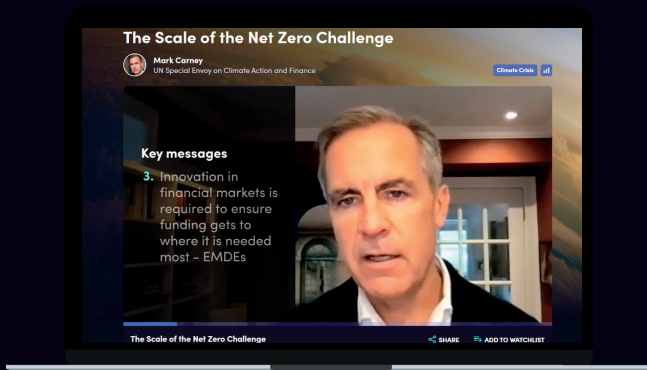 The Scale of the Net Zero Challenge
Mark Carney
UN Special Envoy on Climate Action and Finance
Climate Crisis
Key messages
3. Innovation in
financial markets is
required to ensure
funding gets to
where it is needed
most - EMDEs
The Scale of the Net Zero Challenge
SHARE
ADD TO WATCHLIST